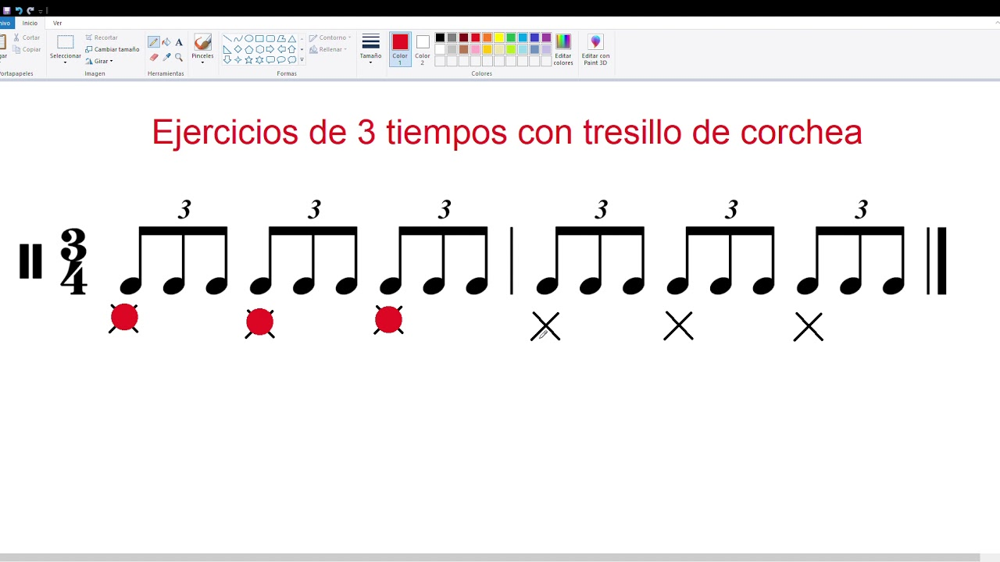 Inicio
Ver
Cortar
Copiar
Seleccionar
Recortar
Cambiar tamaño
Girar
A
Pinceles
Contorno
Rellenar
Tamaño
Color 1
Color 2
Editar colores
Editar con Paint 3D
Imagen
Herramientas
Formas
Colores
Ejercicios de 3 tiempos con tresillo de corchea
3 3 3 3 3 3
3
4